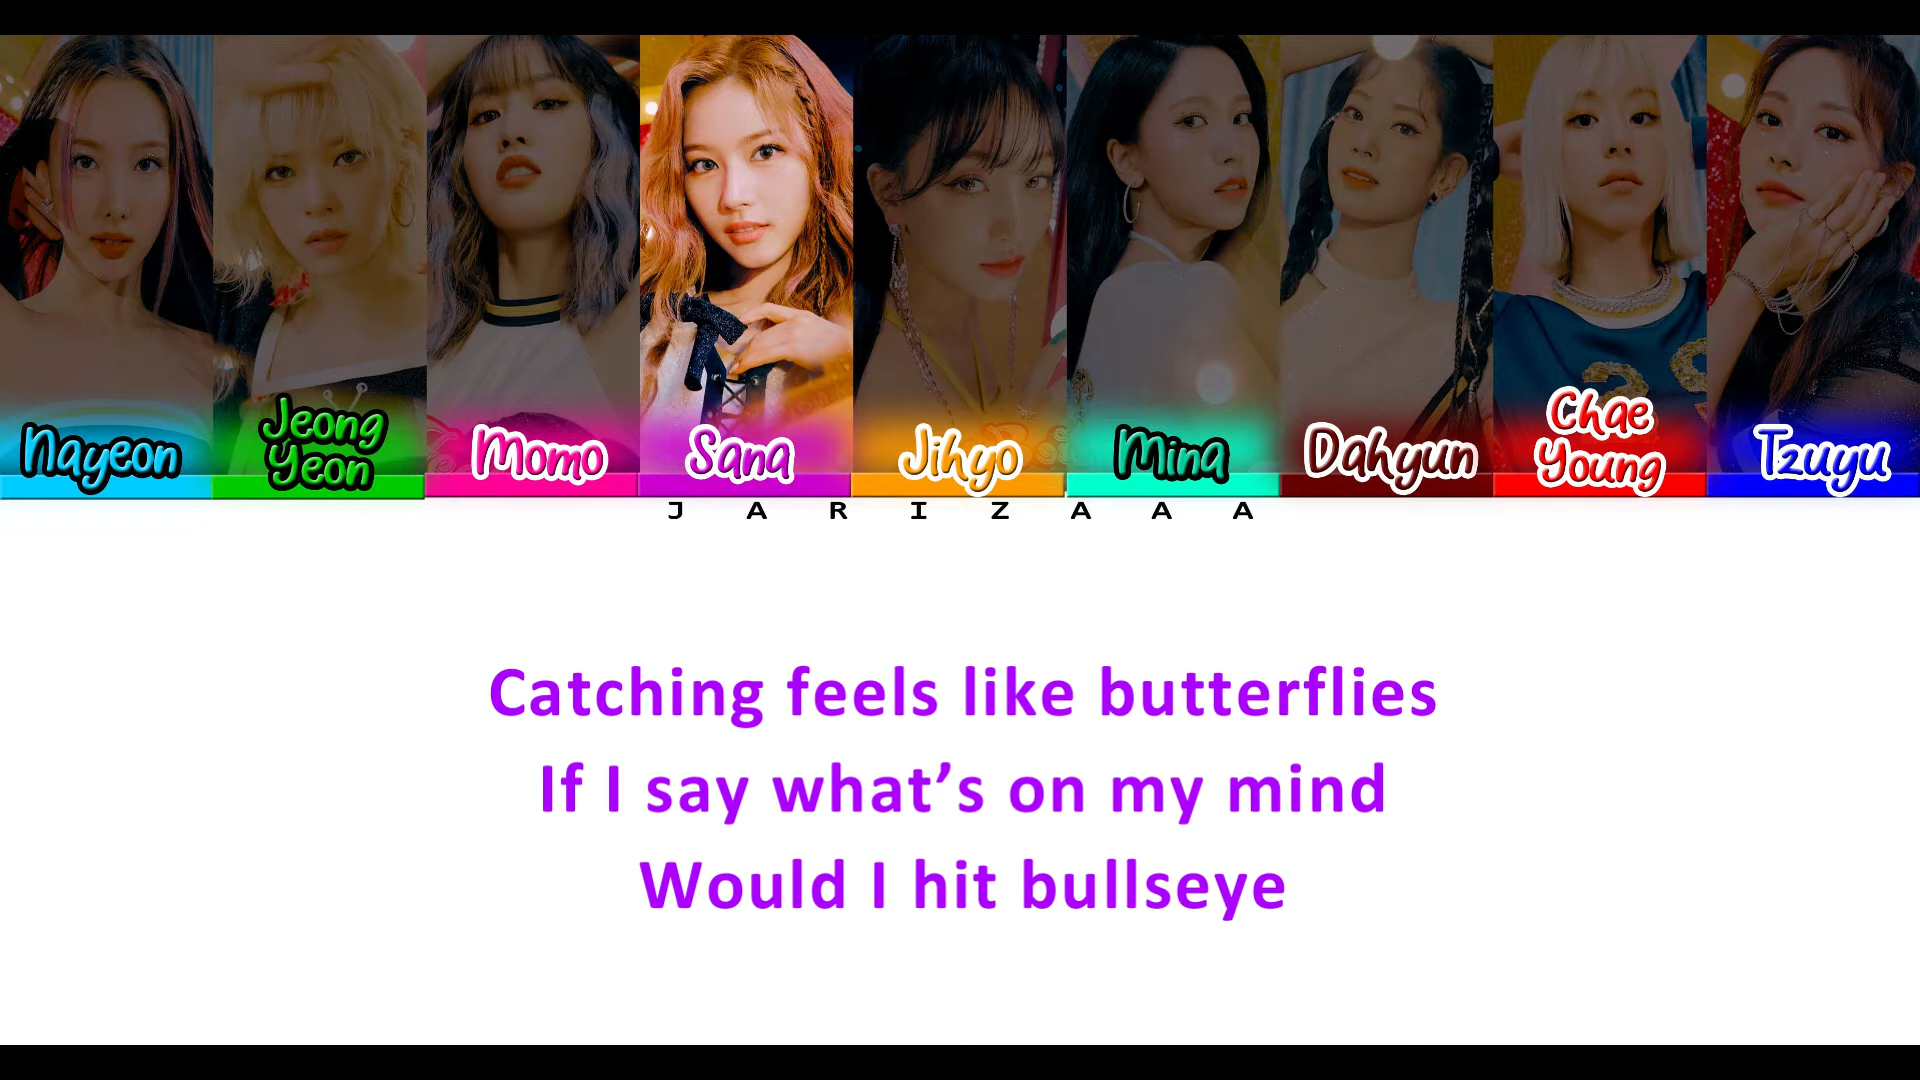 Nayeon
Jeong
Yeon
Momo
Sana
Jihyo
Mina
Dahyun
Chae
Young
Tzuyu
J A R I Z A A A
Catching feels like butterflies
If I say what’s on my mind
Would I hit bullseye